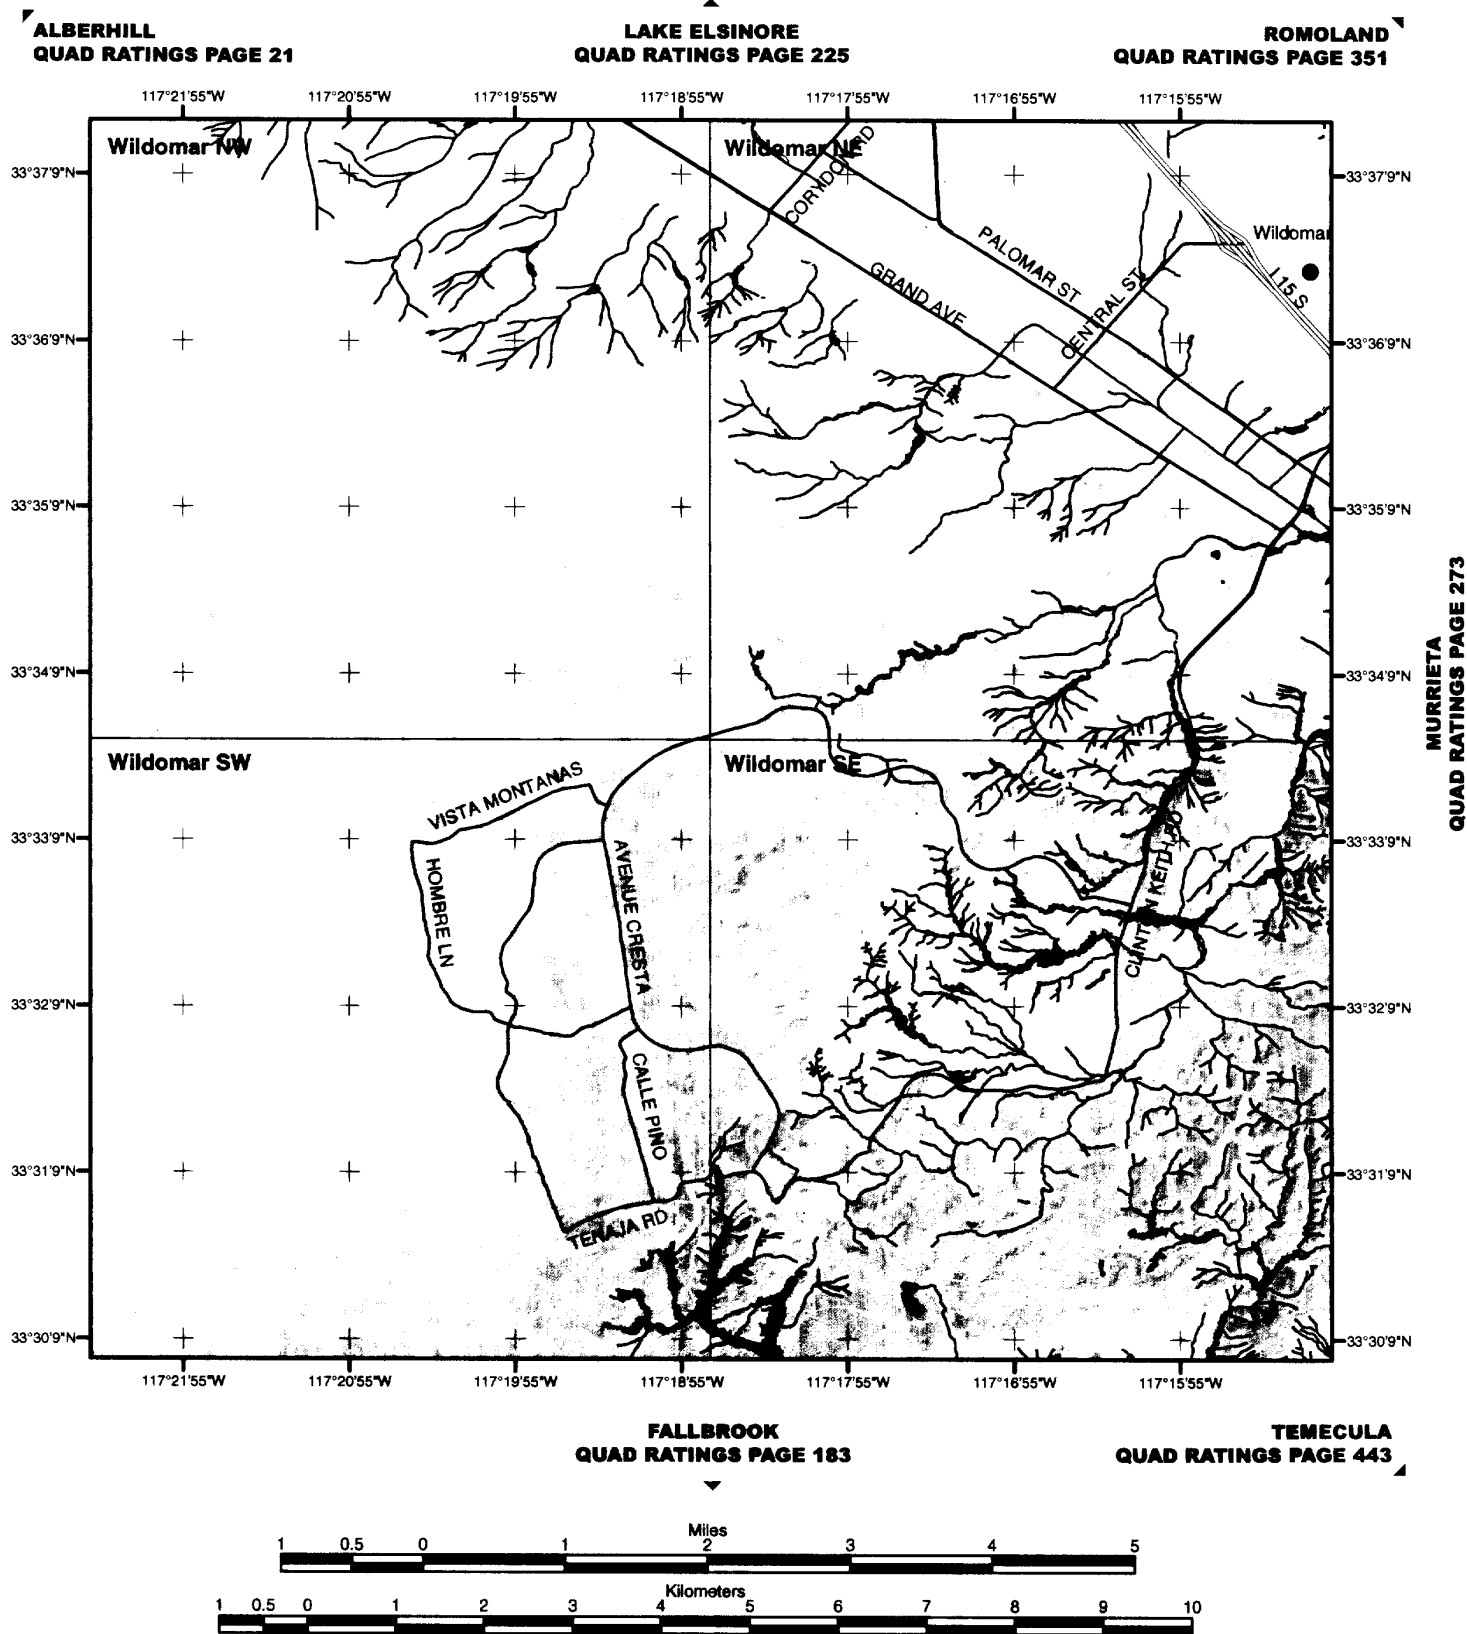 ALBERHILL
QUAD RATINGS PAGE 21
LAKE ELSINORE
QUAD RATINGS PAGE 225
ROMOLAND
QUAD RATINGS PAGE 351
117°21'55"W 117°20'55"W 117°19'55"W 117°18'55"W 117°17'55"W 117°16'55"W 117°15'55"W
Wildomar NW
Wildomar NE
CORYDON RD
33°37'9"N
33°37'9"N
PALOMAR ST
Wildomar
GRAND AVE
CENTRAL ST
I 15 S
33°36'9"N
33°36'9"N
33°35'9"N
33°35'9"N
MURRIETA
QUAD RATINGS PAGE 273
33°34'9"N
33°34'9"N
Wildomar SW
Wildomar SE
VISTA MONTANAS
33°33'9"N
33°33'9"N
HOMBRE LN
AVENUE CRESTA
CLINTON KEITH RD
33°32'9"N
33°32'9"N
CALLE PINO
33°31'9"N
33°31'9"N
TENAJA RD
33°30'9"N
33°30'9"N
117°21'55"W 117°20'55"W 117°19'55"W 117°18'55"W 117°17'55"W 117°16'55"W 117°15'55"W
FALLBROOK
QUAD RATINGS PAGE 183
TEMECULA
QUAD RATINGS PAGE 443
Miles
1 0.5 0 1 2 3 4 5
Kilometers
1 0.5 0 1 2 3 4 5 6 7 8 9 10